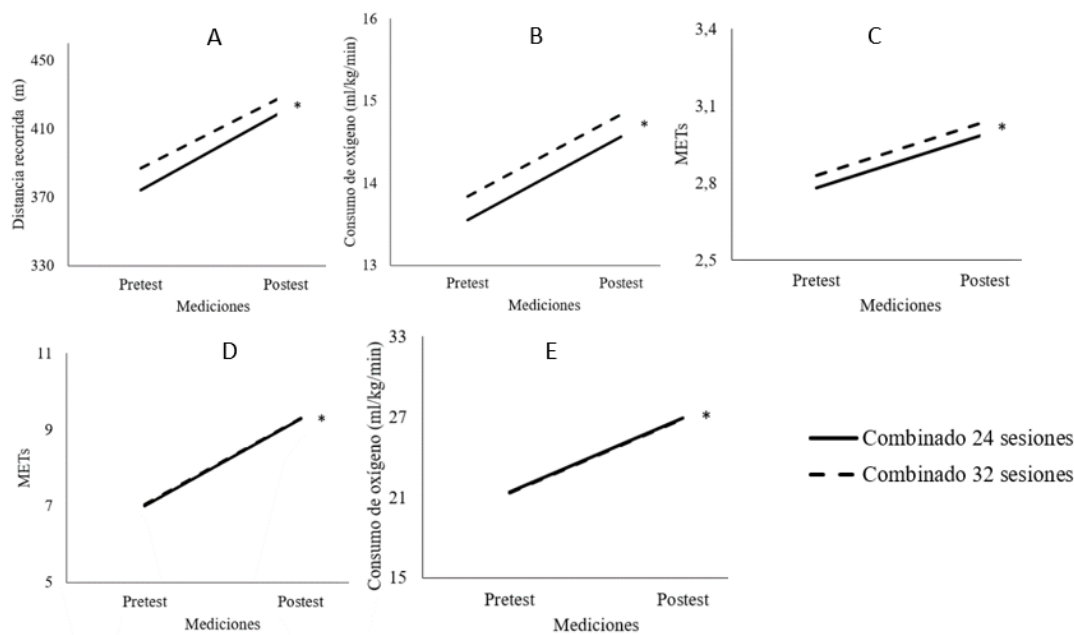 A
Distancia recorrida (m)
450
410
370
330
*
Pretest
Postest
Mediciones
B
Consumo de oxígeno (ml/kg/min)
16
15
14
13
*
Pretest
Postest
Mediciones
C
METs
3,4
3,1
2,8
2,5
*
Pretest
Postest
Mediciones
D
METs
11
9
7
5
*
Pretest
Postest
Mediciones
E
Consumo de oxígeno (ml/kg/min)
33
27
21
15
*
Pretest
Postest
Mediciones
Combinado 24 sesiones
Combinado 32 sesiones